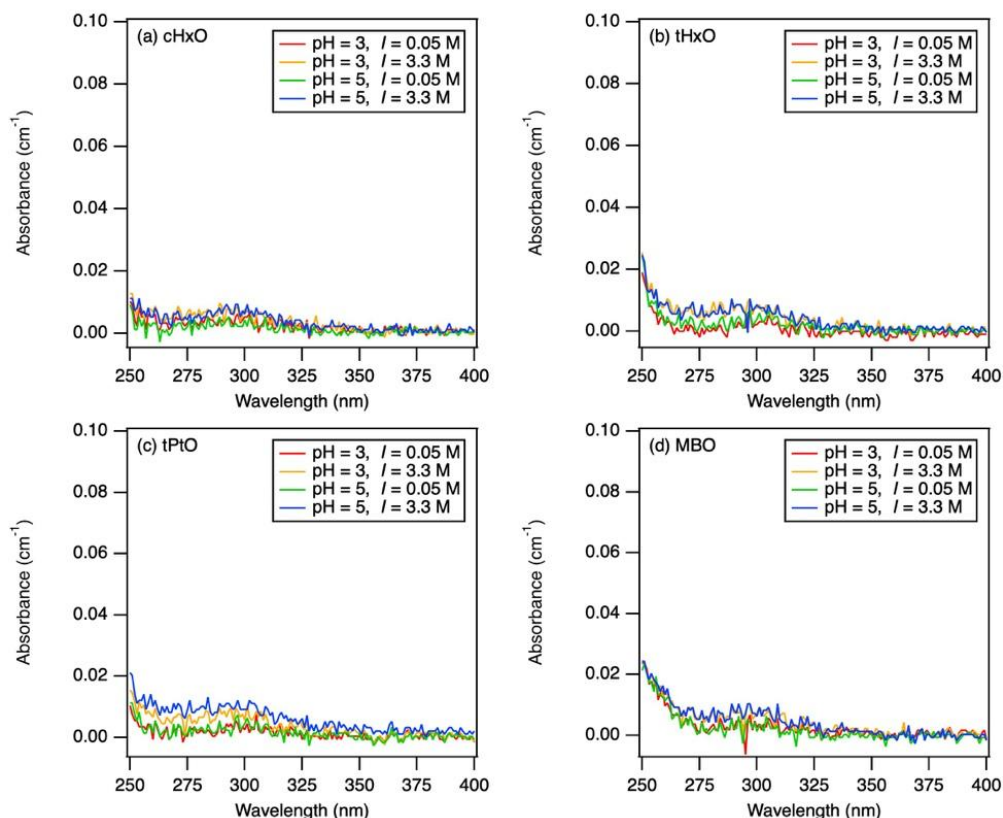 (a) cHxO
pH = 3, I = 0.05 M
pH = 3, I = 3.3 M
pH = 5, I = 0.05 M
pH = 5, I = 3.3 M
0.10
0.08
0.06
0.04
0.02
0.00
Absorbance (cm⁻¹)
250 275 300 325 350 375 400
Wavelength (nm)
(b) tHxO
pH = 3, I = 0.05 M
pH = 3, I = 3.3 M
pH = 5, I = 0.05 M
pH = 5, I = 3.3 M
0.10
0.08
0.06
0.04
0.02
0.00
Absorbance (cm⁻¹)
250 275 300 325 350 375 400
Wavelength (nm)
(c) tPtO
pH = 3, I = 0.05 M
pH = 3, I = 3.3 M
pH = 5, I = 0.05 M
pH = 5, I = 3.3 M
0.10
0.08
0.06
0.04
0.02
0.00
Absorbance (cm⁻¹)
250 275 300 325 350 375 400
Wavelength (nm)
(d) MBO
pH = 3, I = 0.05 M
pH = 3, I = 3.3 M
pH = 5, I = 0.05 M
pH = 5, I = 3.3 M
0.10
0.08
0.06
0.04
0.02
0.00
Absorbance (cm⁻¹)
250 275 300 325 350 375 400
Wavelength (nm)